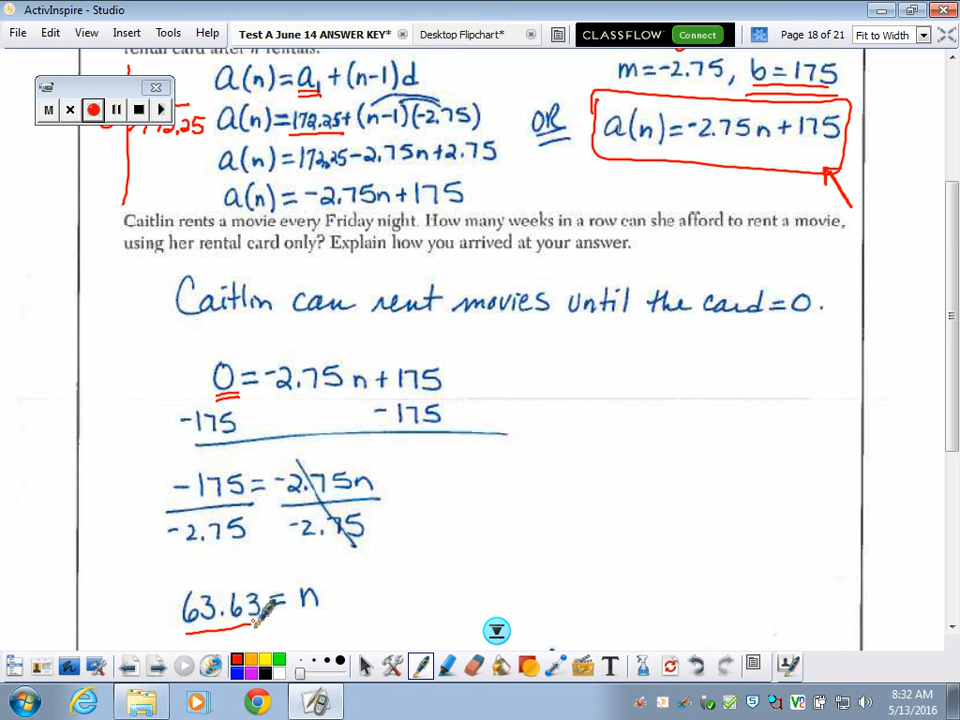 ActivInspire - Studio
File Edit View Insert Tools Help
Test A June 14 ANSWER KEY*
Desktop Flipchart*
CLASSFLOW Connect
Page 18 of 21
Fit to Width
rental card after n rentals.
M
a(n)=a1+(n-1)d
172.25
a(n)=172.25+(n-1)(-2.75)
a(n)=172.25-2.75n+2.75
a(n)=-2.75n+175
OR
m=-2.75, b=175
a(n)=-2.75n+175
Caitlin rents a movie every Friday night. How many weeks in a row can she afford to rent a movie,
using her rental card only? Explain how you arrived at your answer.
Caitlin can rent movies until the card=0.
0=-2.75n+175
-175 -175
-175=-2.75n
-2.75 -2.75
63.63= n
T
8:32 AM
5/13/2016